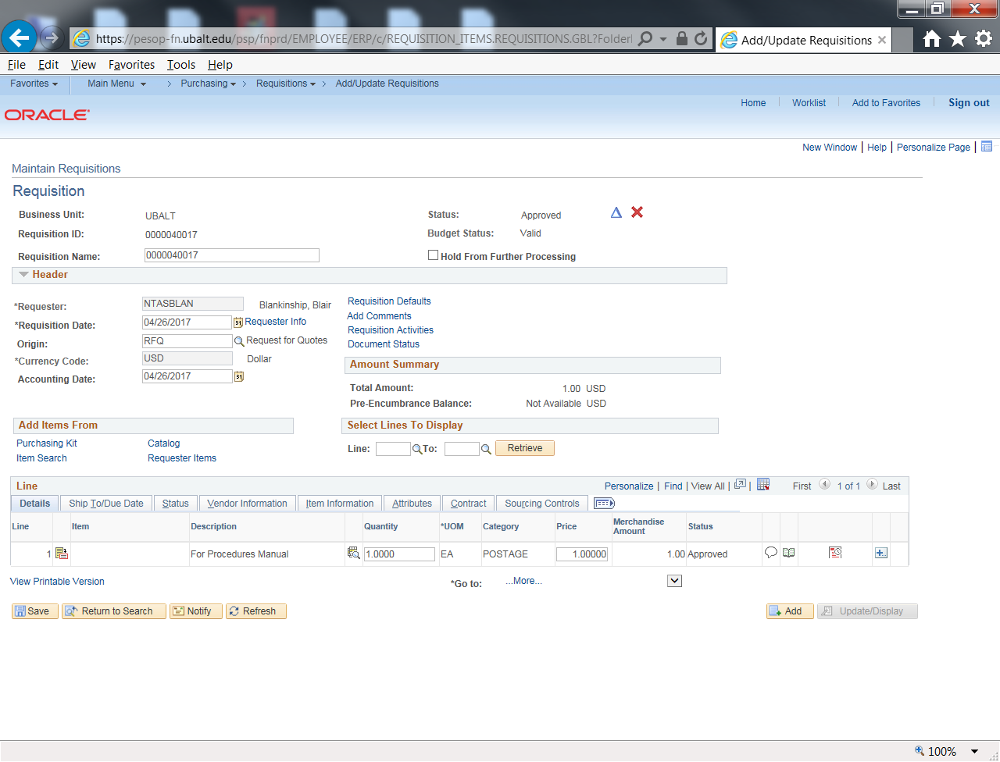 https://pesop-fn.ubalt.edu/psp/fnprd/EMPLOYEE/ERP/c/REQUISITION_ITEMS.REQUISITIONS.GBL?Folder
Add/Update Requisitions
File Edit View Favorites Tools Help
Favorites Main Menu > Purchasing > Requisitions > Add/Update Requisitions
Home Worklist Add to Favorites Sign out
ORACLE
New Window | Help | Personalize Page |
Maintain Requisitions
Requisition
Business Unit: UBALT Status: Approved
Requisition ID: 0000040017 Budget Status: Valid
Requisition Name: 0000040017 Hold From Further Processing
Header
*Requester: NTASBLAN Blankinship, Blair Requisition Defaults
*Requisition Date: 04/26/2017 31 Requester Info Add Comments
Origin: RFQ Request for Quotes Requisition Activities
*Currency Code: USD Dollar Document Status
Accounting Date: 04/26/2017 31
Amount Summary
Total Amount: 1.00 USD
Pre-Encumbrance Balance: Not Available USD
Add Items From Select Lines To Display
Purchasing Kit Catalog Line: To: Retrieve
Item Search Requester Items
Line Personalize | Find | View All | | First 1 of 1 Last
Details Ship To/Due Date Status Vendor Information Item Information Attributes Contract Sourcing Controls
Line Item Description Quantity *UOM Category Price Merchandise Amount Status
1 For Procedures Manual 1.0000 EA POSTAGE 1.00000 1.00 Approved
View Printable Version *Go to: ...More...
Save Return to Search Notify Refresh Add Update/Display
100%